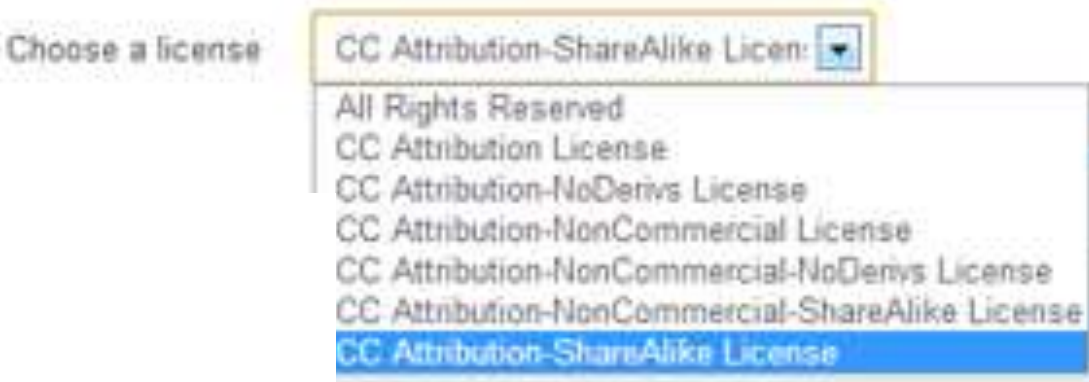 Choose a license
CC Attribution-ShareAlike Licen
All Rights Reserved
CC Attribution License
CC Attribution-NoDerivs License
CC Attribution-NonCommercial License
CC Attribution-NonCommercial-NoDerivs License
CC Attribution-NonCommercial-ShareAlike License
CC Attribution-ShareAlike License